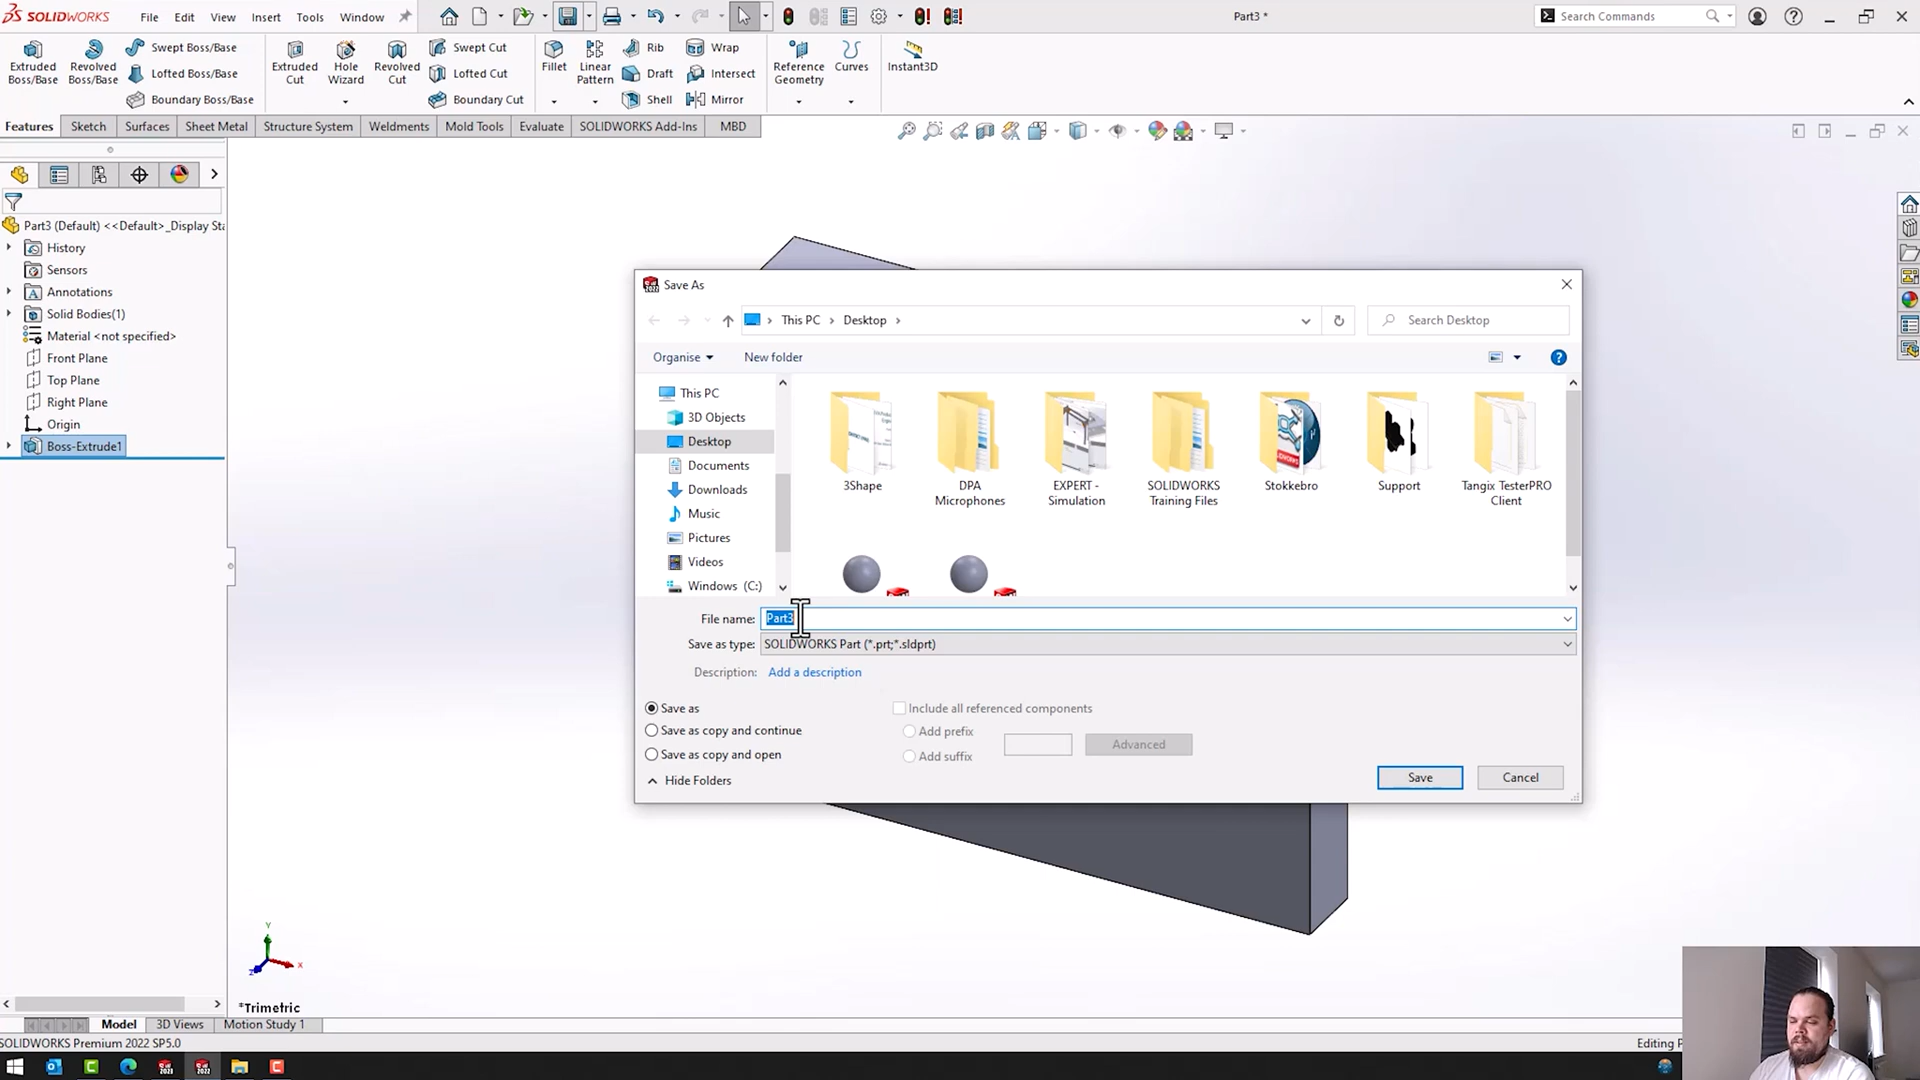 SOLIDWORKS File Edit View Insert Tools Window Part3 * Search Commands
Extruded Boss/Base
Revolved Boss/Base
Swept Boss/Base
Lofted Boss/Base
Boundary Boss/Base
Extruded Cut
Hole Wizard
Revolved Cut
Swept Cut
Lofted Cut
Boundary Cut
Fillet
Linear Pattern
Rib
Draft
Shell
Wrap
Intersect
Mirror
Reference Geometry
Curves
Instant3D
Features Sketch Surfaces Sheet Metal Structure System Weldments Mold Tools Evaluate SOLIDWORKS Add-Ins MBD
Part3 (Default) <<Default>_Display Sta
History
Sensors
A Annotations
Solid Bodies(1)
Material <not specified>
Front Plane
Top Plane
Right Plane
Origin
Boss-Extrude1
Save As
This PC > Desktop >
Search Desktop
Organise New folder
This PC
3D Objects
Desktop
Documents
Downloads
Music
Pictures
Videos
Windows (C:)
3Shape
DPA Microphones
EXPERT - Simulation
SOLIDWORKS Training Files
Stokkebro
Support
Tangix TesterPRO Client
File name: Part3
Save as type: SOLIDWORKS Part (*.prt;*.sldprt)
Description: Add a description
Save as
Save as copy and continue
Save as copy and open
Include all referenced components
Add prefix
Add suffix
Advanced
Hide Folders
Save Cancel
Y
X
Z
*Trimetric
Model 3D Views Motion Study 1
SOLIDWORKS Premium 2022 SP5.0
Editing P